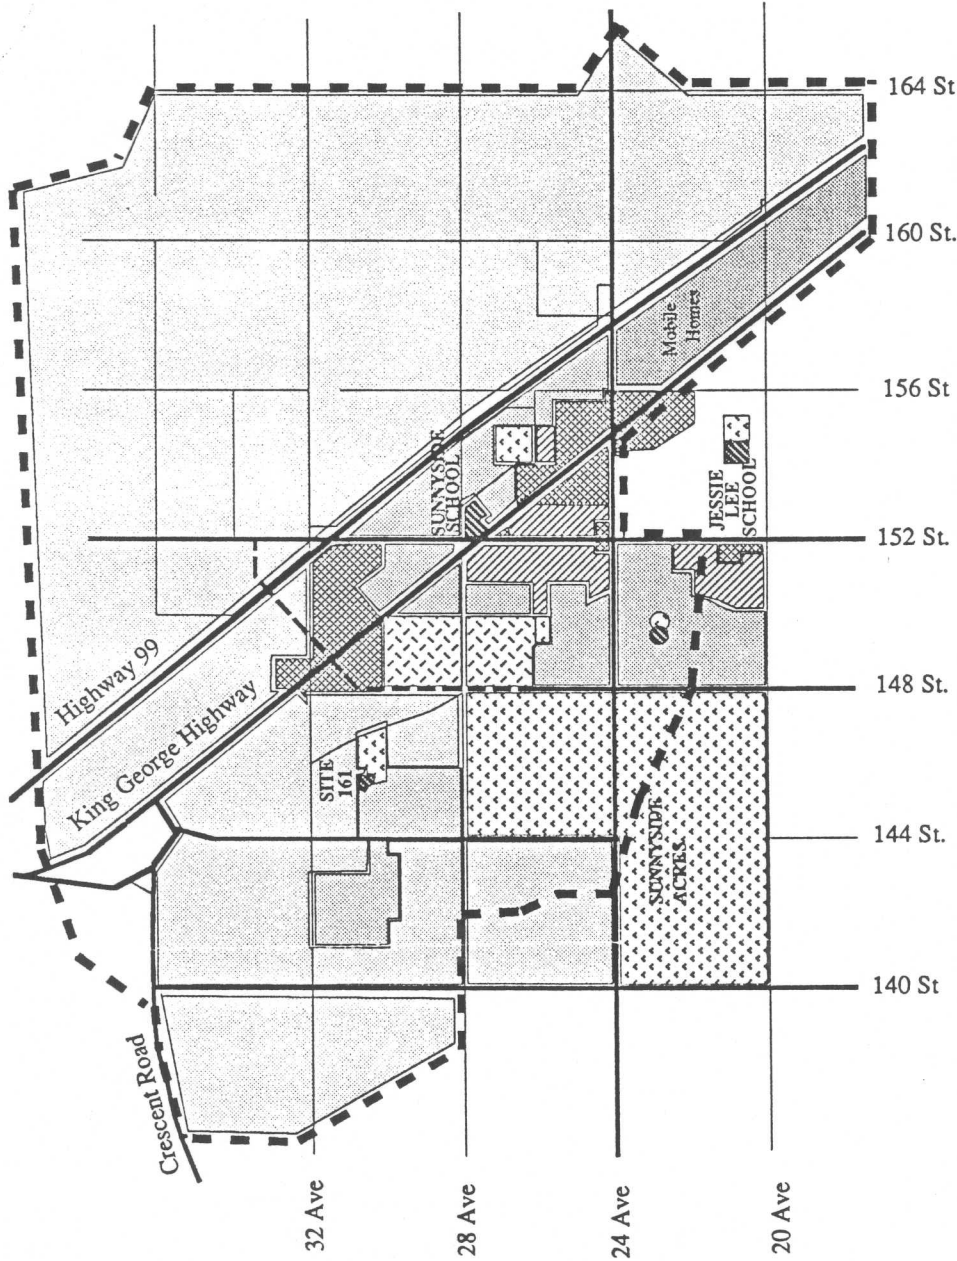 164 St
160 St.
156 St
152 St.
148 St.
144 St.
140 St
Mobile
Homes
SUNNYSIDE
SCHOOL
JESSIE
LEE
SCHOOL
Highway 99
King George Highway
SITE
161
SUNNYSIDE
ACRES.
Crescent Road
32 Ave
28 Ave
24 Ave
20 Ave